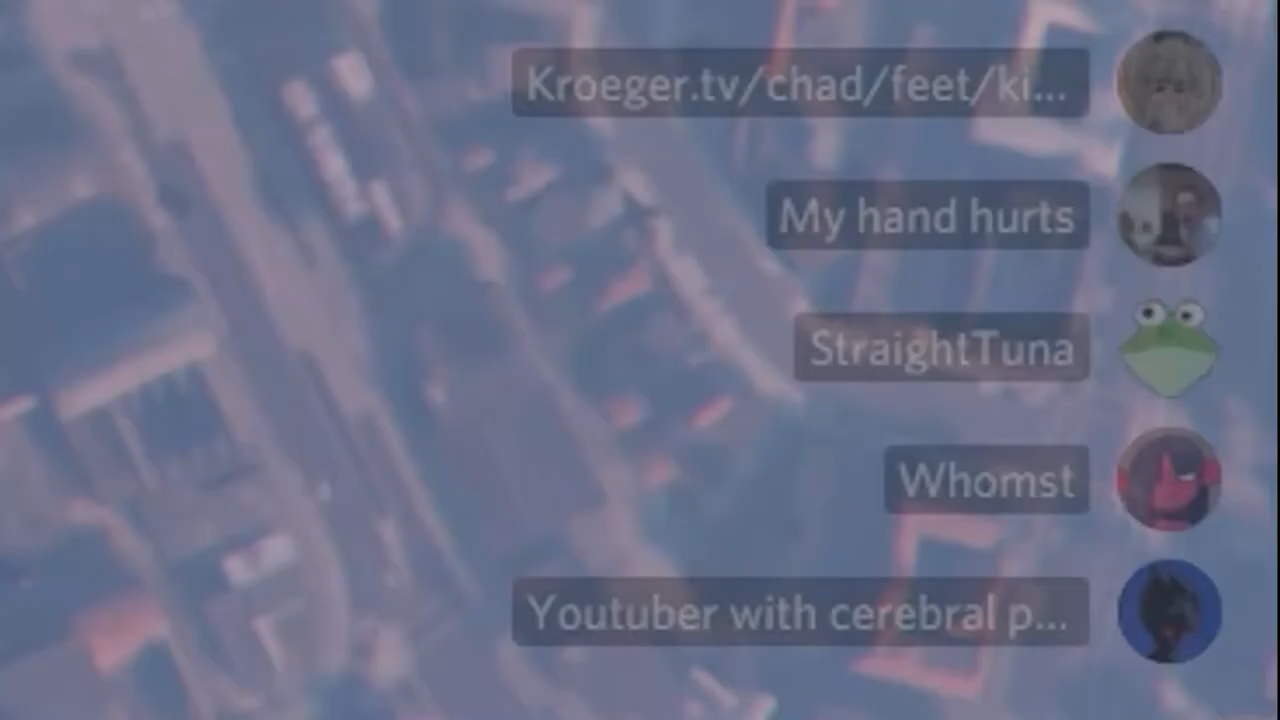 Kroeger.tv/chad/feet/ki...
My hand hurts
StraightTuna
Whomst
Youtuber with cerebral p...